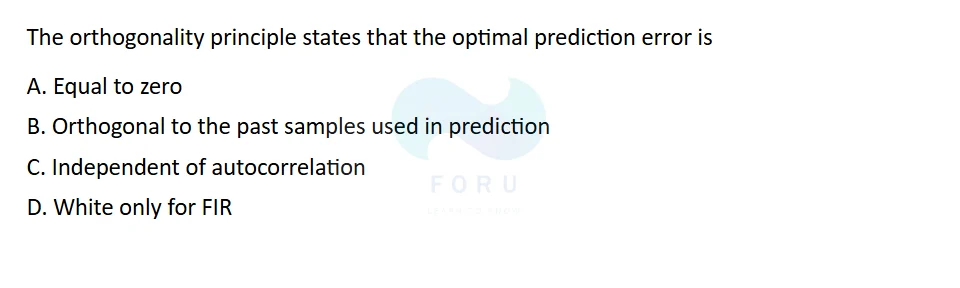 The orthogonality principle states that the optimal prediction error is
A. Equal to zero
B. Orthogonal to the past samples used in prediction
C. Independent of autocorrelation
D. White only for FIR
FORU